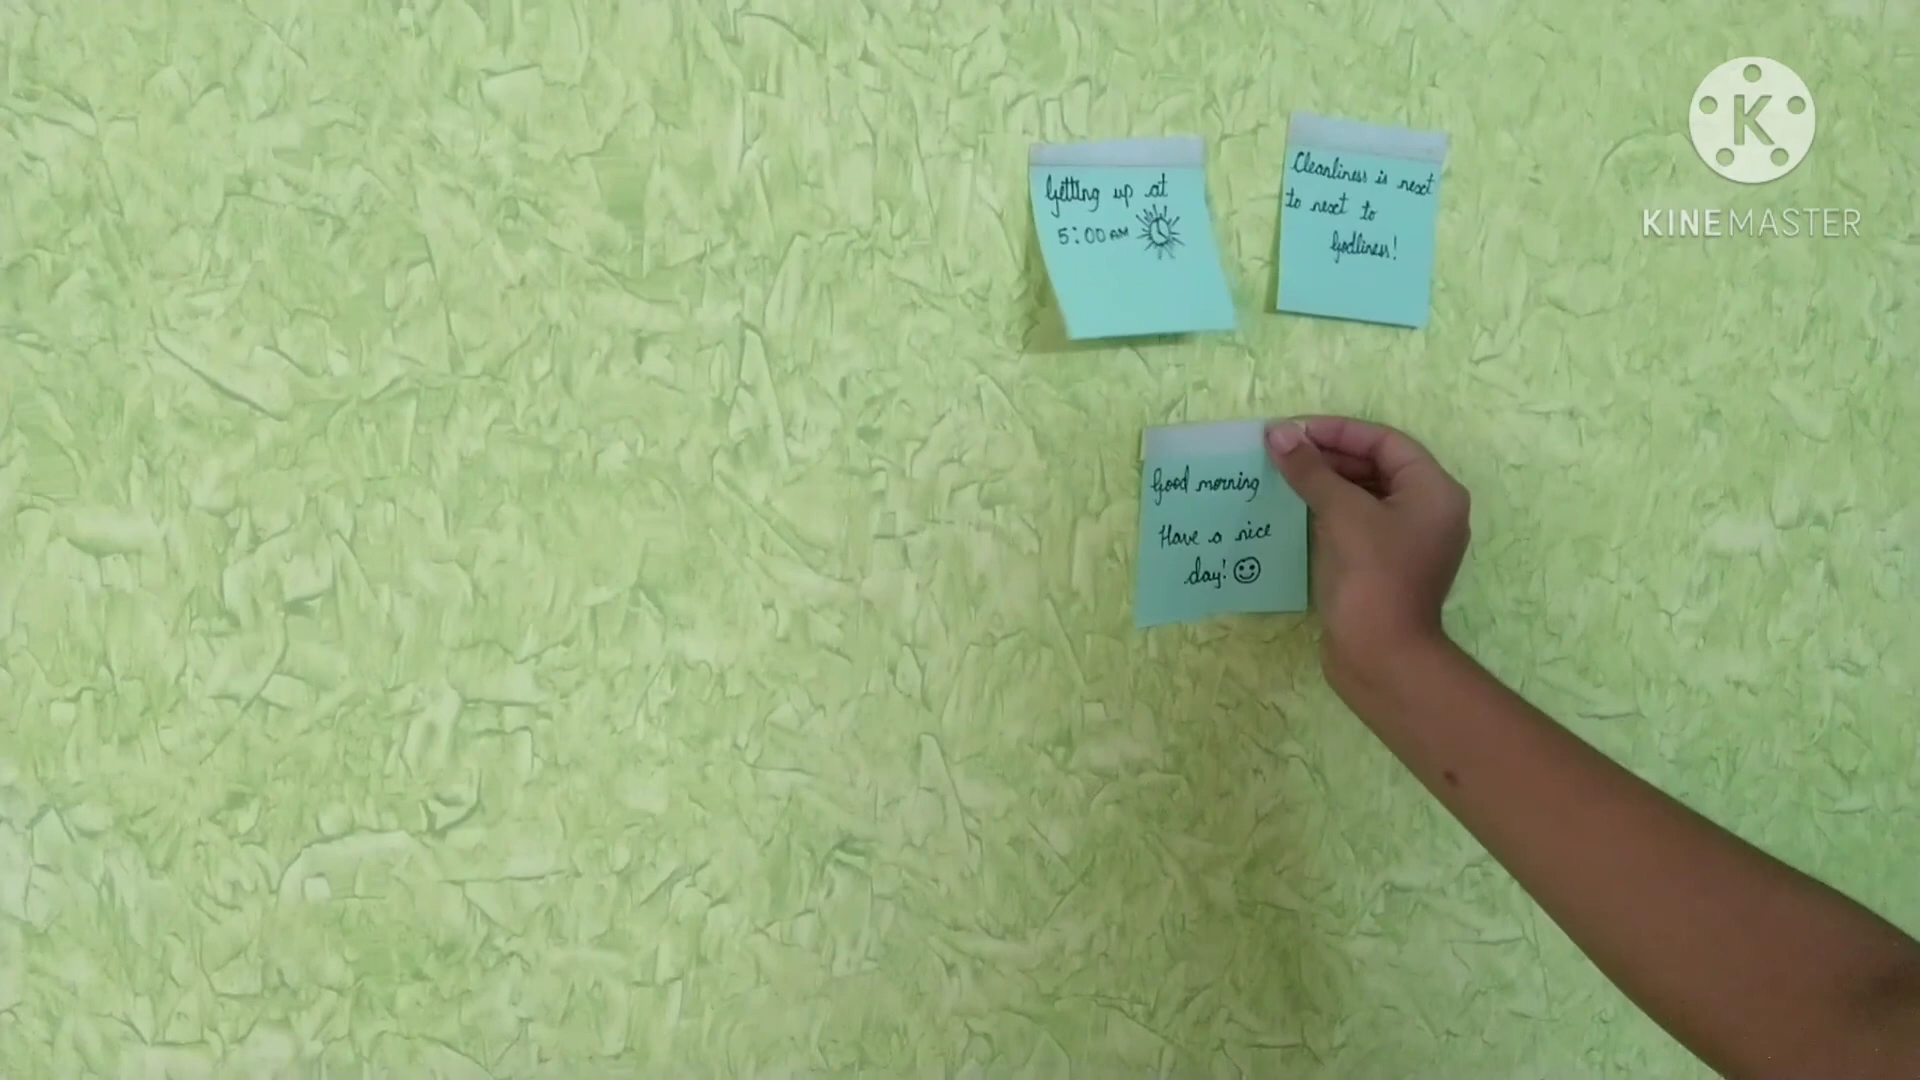 Getting up at
5:00 AM
Cleanliness is next
to next to
Godliness!
Good morning
Have a nice
day!
KINEMASTER